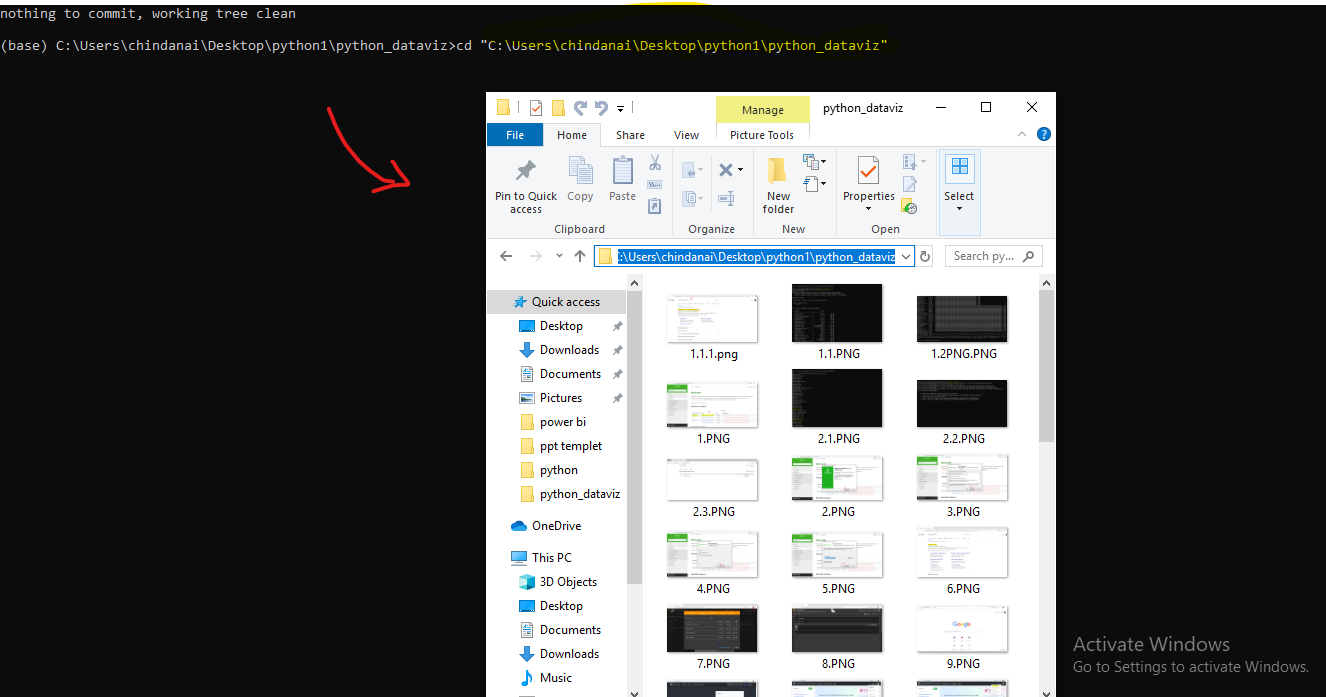 nothing to commit, working tree clean
(base) C:\Users\chindanai\Desktop\python1\python_dataviz>cd "C:\Users\chindanai\Desktop\python1\python_dataviz"
Manage
python_dataviz
File
Home
Share
View
Picture Tools
Pin to Quick access
Copy
Paste
New folder
Properties
Select
Clipboard
Organize
New
Open
:\Users\chindanai\Desktop\python1\python_dataviz
Search py...
Quick access
Desktop
Downloads
Documents
Pictures
power bi
ppt templet
python
python_dataviz
OneDrive
This PC
3D Objects
Desktop
Documents
Downloads
Music
1.1.1.png
1.1.PNG
1.2PNG.PNG
1.PNG
2.1.PNG
2.2.PNG
2.3.PNG
2.PNG
3.PNG
4.PNG
5.PNG
6.PNG
Google
7.PNG
8.PNG
9.PNG
Activate Windows
Go to Settings to activate Windows.